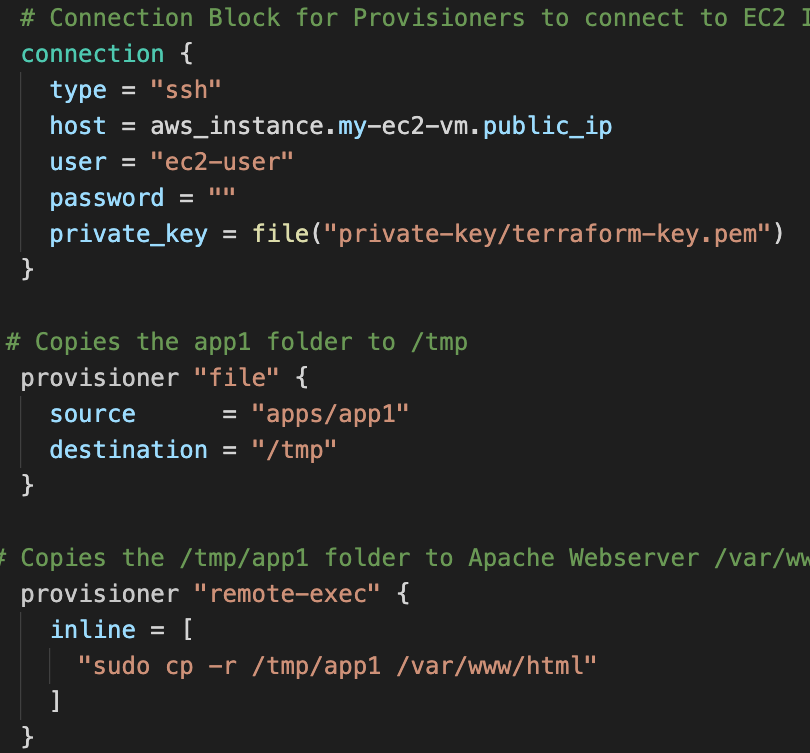 # Connection Block for Provisioners to connect to EC2
connection {
type = "ssh"
host = aws_instance.my-ec2-vm.public_ip
user = "ec2-user"
password = ""
private_key = file("private-key/terraform-key.pem")
}
# Copies the app1 folder to /tmp
provisioner "file" {
source = "apps/app1"
destination = "/tmp"
}
# Copies the /tmp/app1 folder to Apache Webserver
provisioner "remote-exec" {
inline = [
"sudo cp -r /tmp/app1 /var/www/html"
]
}